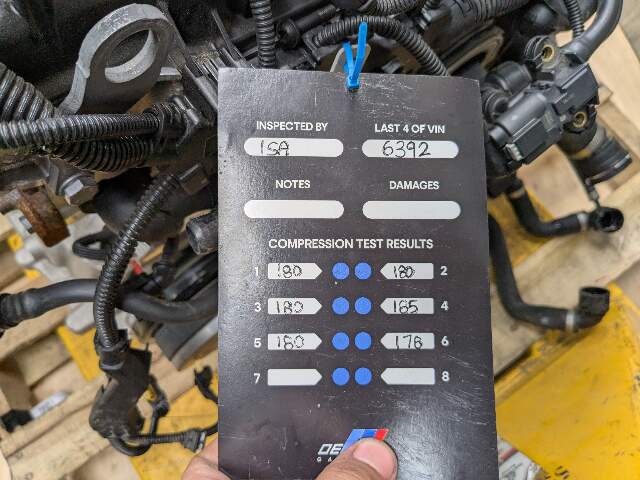 INSPECTED BY LAST 4 OF VIN
ISA 6392
NOTES DAMAGES
COMPRESSION TEST RESULTS
1 180 180 2
3 180 185 4
5 180 178 6
7 8